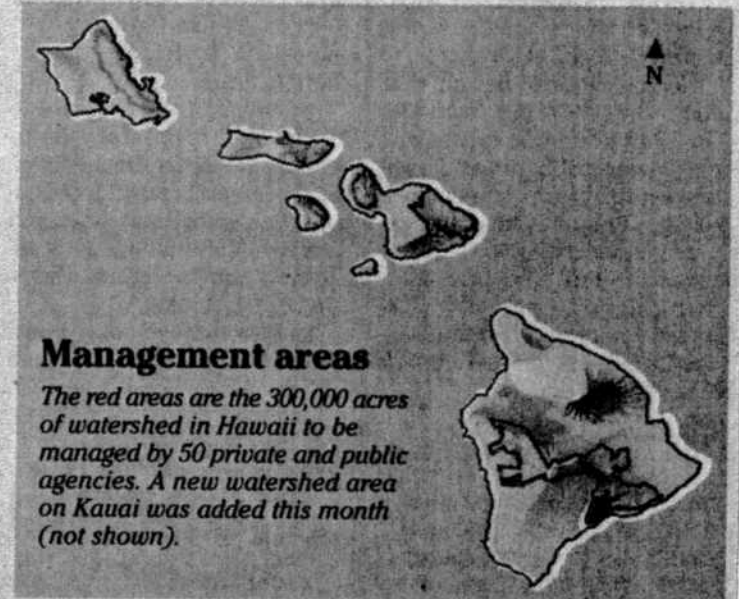 N
Management areas
The red areas are the 300,000 acres
of watershed in Hawaii to be
managed by 50 private and public
agencies. A new watershed area
on Kauai was added this month
(not shown).